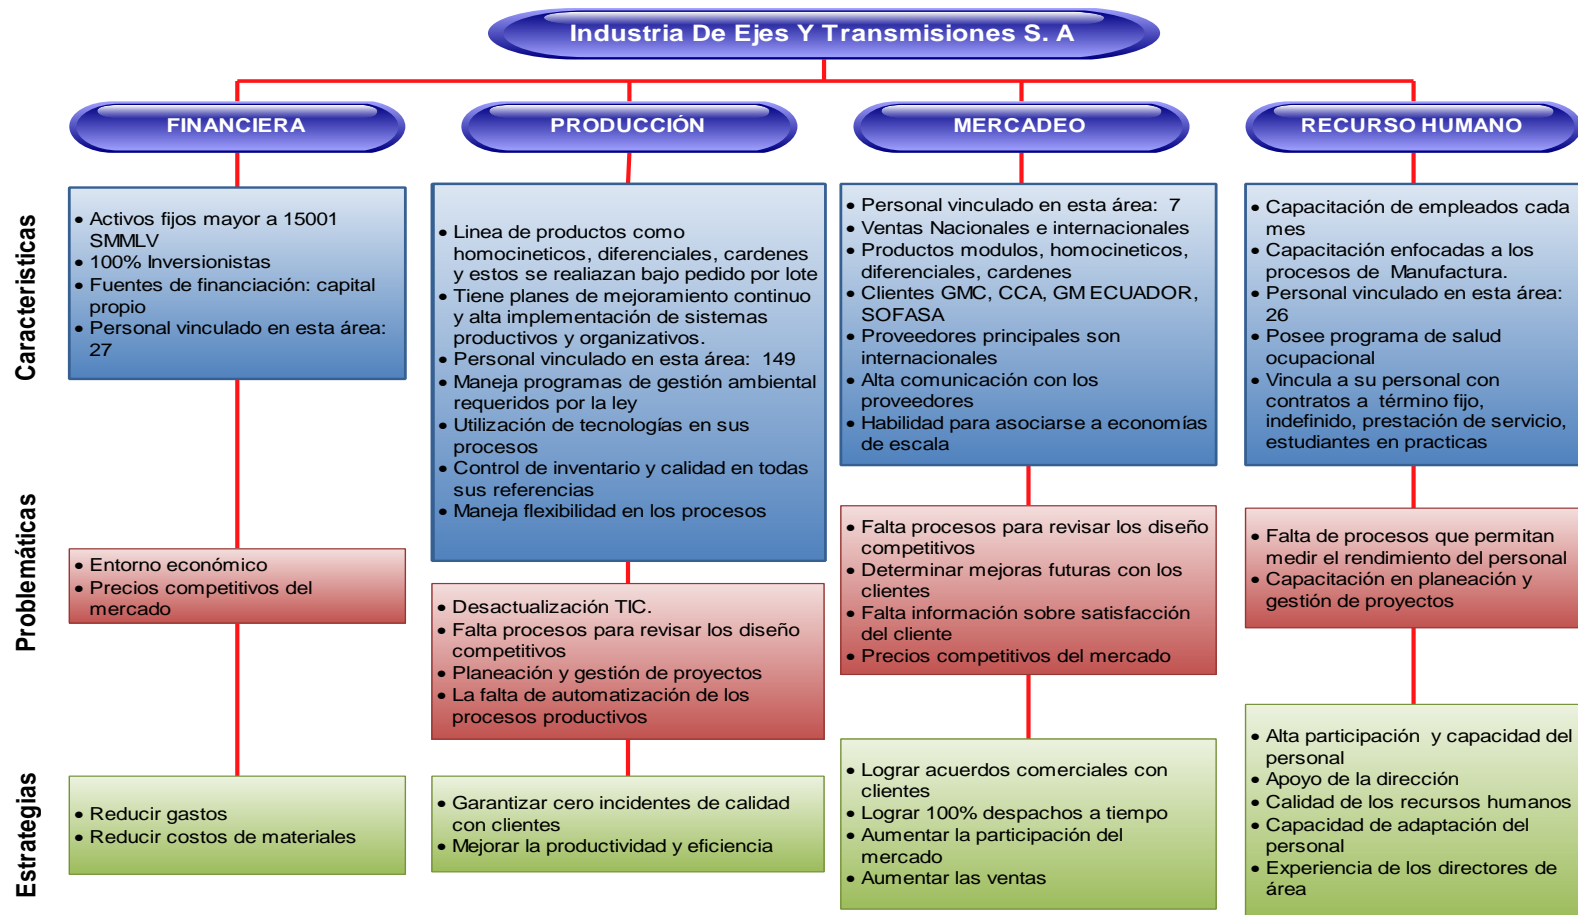 Industria De Ejes Y Transmisiones S. A
FINANCIERA
PRODUCCIÓN
MERCADEO
RECURSO HUMANO
Características
• Activos fijos mayor a 15001
SMMLV
• 100% Inversionistas
• Fuentes de financiación: capital
propio
• Personal vinculado en esta área:
27
• Linea de productos como
homocineticos, diferenciales, cardenes
y estos se realiazan bajo pedido por lote
• Tiene planes de mejoramiento continuo
y alta implementación de sistemas
productivos y organizativos.
• Personal vinculado en esta área: 149
• Maneja programas de gestión ambiental
requeridos por la ley
• Utilización de tecnologías en sus
procesos
• Control de inventario y calidad en todas
sus referencias
• Maneja flexibilidad en los procesos
• Personal vinculado en esta área: 7
• Ventas Nacionales e internacionales
• Productos modulos, homocineticos,
diferenciales, cardenes
• Clientes GMC, CCA, GM ECUADOR,
SOFASA
• Proveedores principales son
internacionales
• Alta comunicación con los
proveedores
• Habilidad para asociarse a economías
de escala
• Capacitación de empleados cada
mes
• Capacitación enfocadas a los
procesos de Manufactura.
• Personal vinculado en esta área:
26
• Posee programa de salud
ocupacional
• Vincula a su personal con
contratos a término fijo,
indefinido, prestación de servicio,
estudiantes en practicas
Problemáticas
• Entorno económico
• Precios competitivos del
mercado
• Desactualización TIC.
• Falta procesos para revisar los diseño
competitivos
• Planeación y gestión de proyectos
• La falta de automatización de los
procesos productivos
• Falta procesos para revisar los diseño
competitivos
• Determinar mejoras futuras con los
clientes
• Falta información sobre satisfacción
del cliente
• Precios competitivos del mercado
• Falta de procesos que permitan
medir el rendimiento del personal
• Capacitación en planeación y
gestión de proyectos
Estrategias
• Reducir gastos
• Reducir costos de materiales
• Garantizar cero incidentes de calidad
con clientes
• Mejorar la productividad y eficiencia
• Lograr acuerdos comerciales con
clientes
• Lograr 100% despachos a tiempo
• Aumentar la participación del
mercado
• Aumentar las ventas
• Alta participación y capacidad del
personal
• Apoyo de la dirección
• Calidad de los recursos humanos
• Capacidad de adaptación del
personal
• Experiencia de los directores de
área